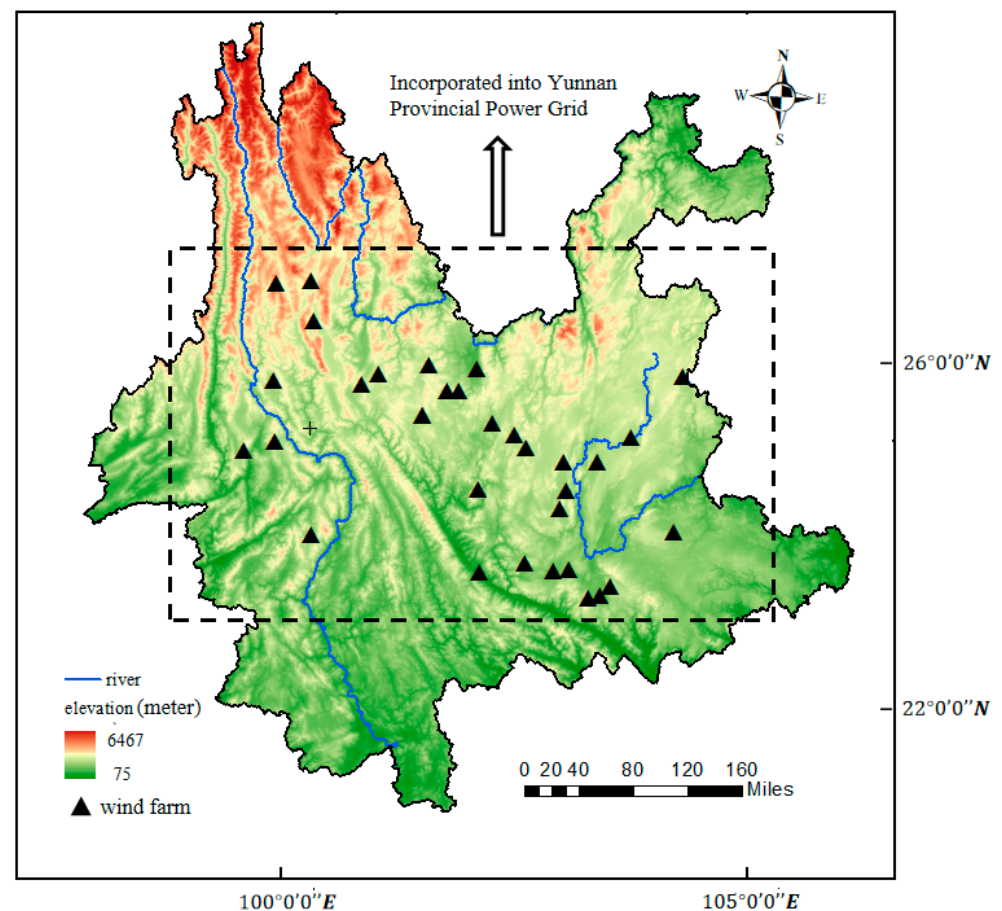 Incorporated into Yunnan
Provincial Power Grid
N
W
E
S
26°0′0″N
22°0′0″N
river
elevation (meter)
6467
75
wind farm
0 20 40 80 120 160
Miles
100°0′0″E
105°0′0″E